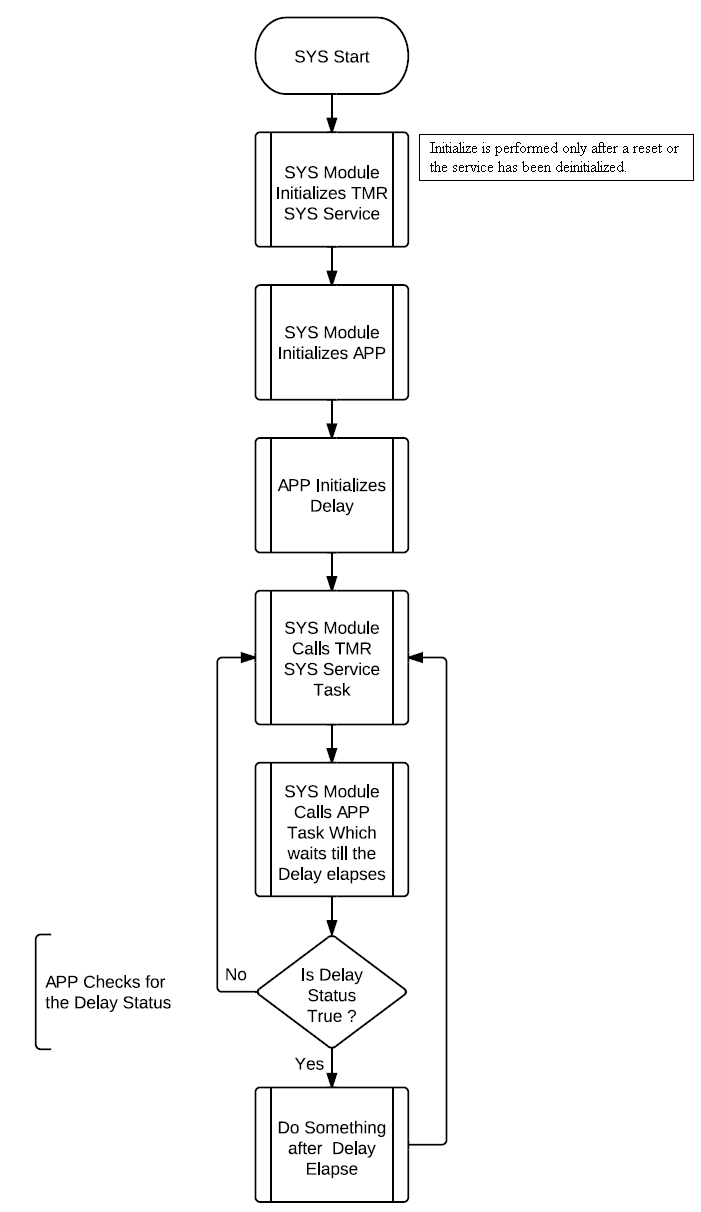 SYS Start
Initialize is performed only after a reset or
the service has been deinitialized.
SYS Module
Initializes TMR
SYS Service
SYS Module
Initializes APP
APP Initializes
Delay
SYS Module
Calls TMR
SYS Service
Task
SYS Module
Calls APP
Task Which
waits till the
Delay elapses
APP Checks for
the Delay Status
No
Is Delay
Status
True ?
Yes
Do Something
after Delay
Elapse